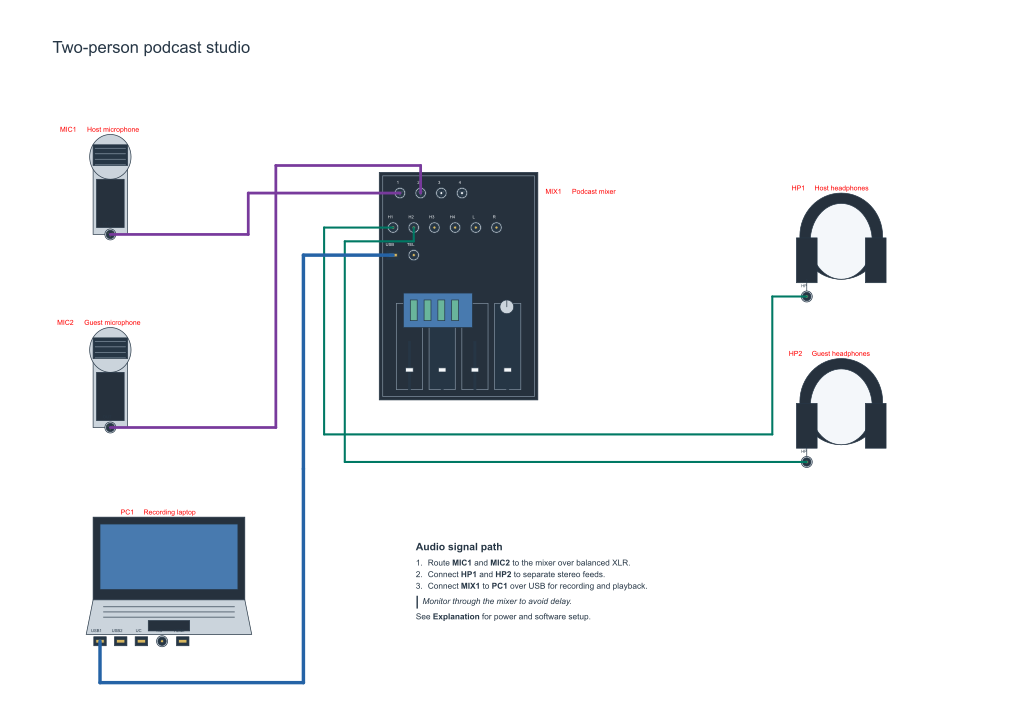 Two-person podcast studio
MIC1 Host microphone
1 2 3 4
MIX1 Podcast mixer
HP1 Host headphones
H1 H2 H3 H4 L R
USB
HP
MIC2 Guest microphone
HP2 Guest headphones
HP
PC1 Recording laptop
Audio signal path
1. Route MIC1 and MIC2 to the mixer over balanced XLR.
2. Connect HP1 and HP2 to separate stereo feeds.
3. Connect MIX1 to PC1 over USB for recording and playback.
Monitor through the mixer to avoid delay.
See Explanation for power and software setup.
USB1 USB2